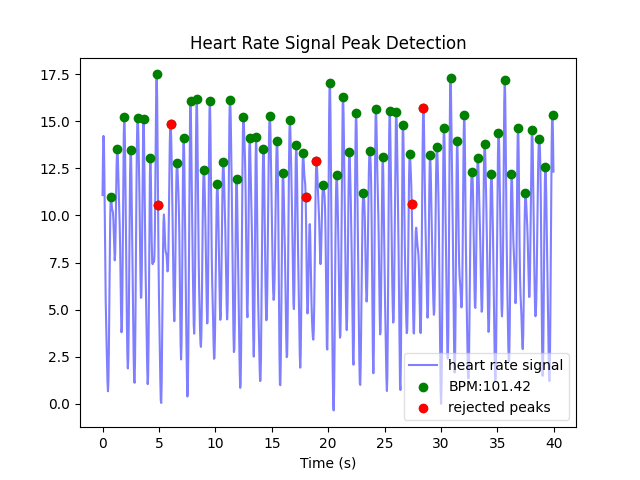 Heart Rate Signal Peak Detection
17.5
15.0
12.5
10.0
7.5
5.0
2.5
0.0
heart rate signal
BPM:101.42
rejected peaks
0 5 10 15 20 25 30 35 40
Time (s)